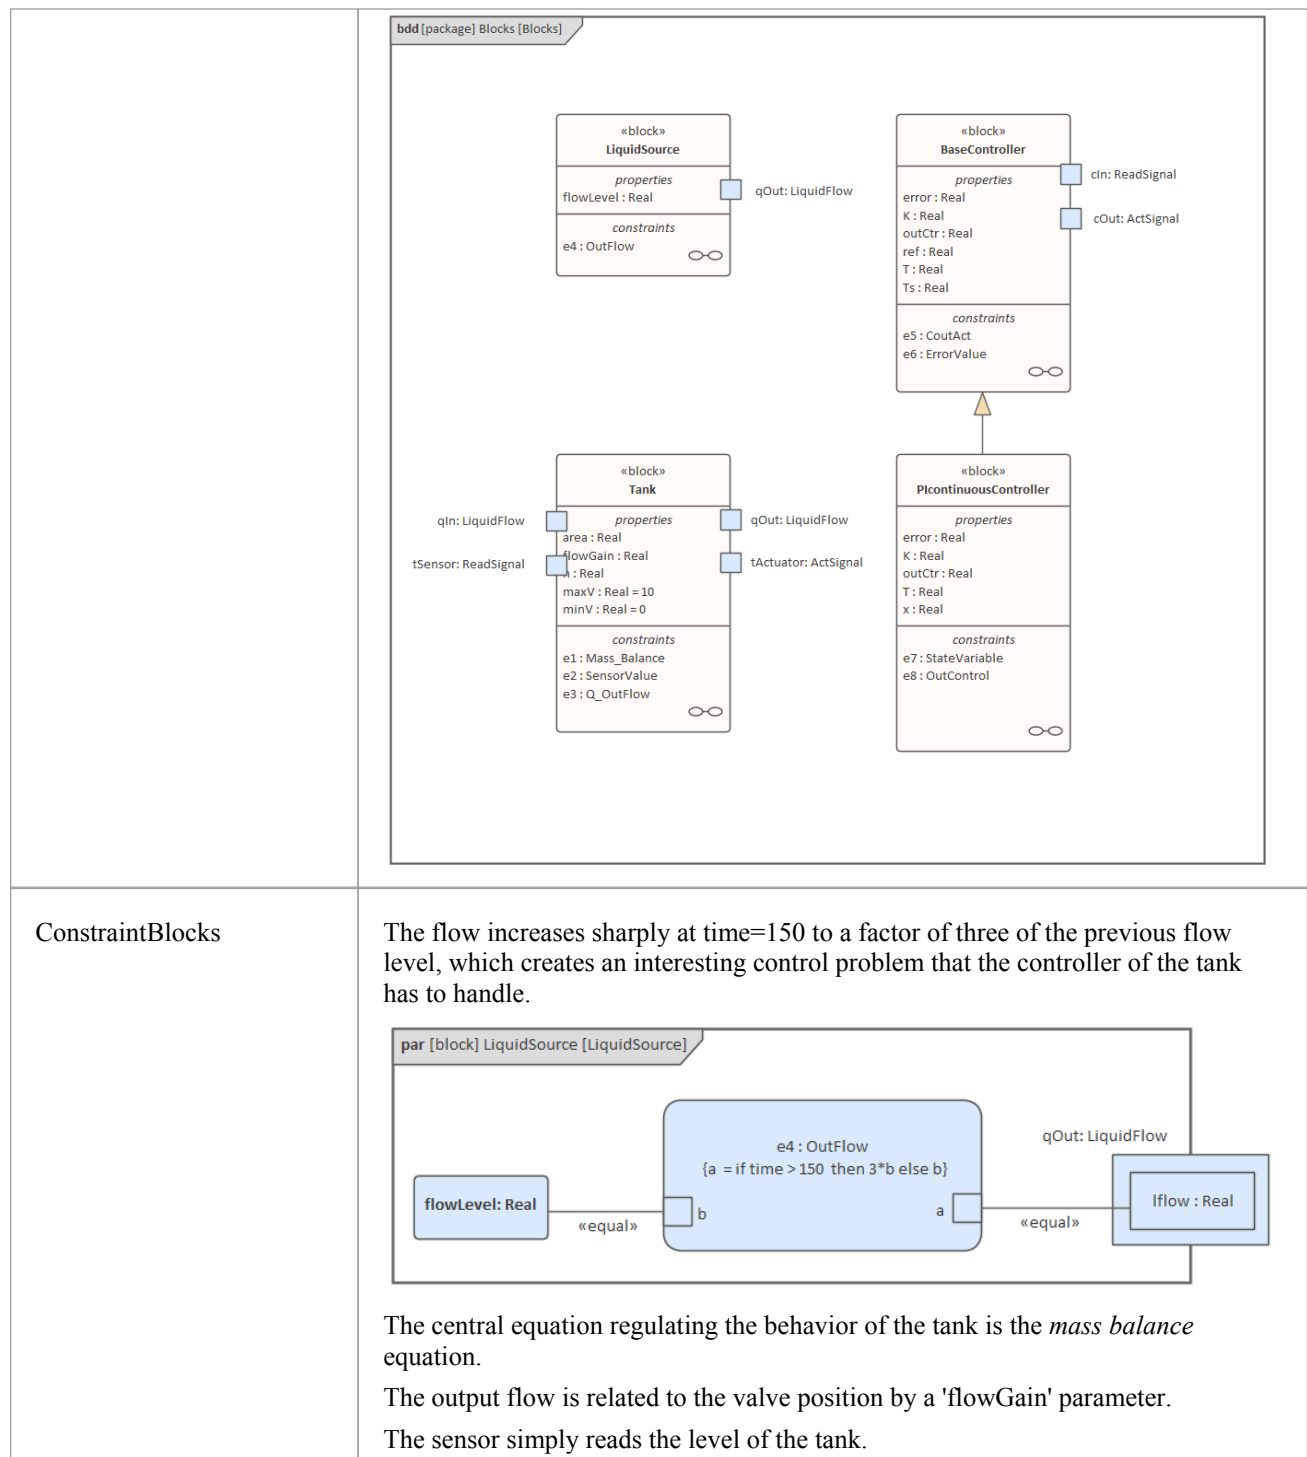 bdd [package] Blocks [Blocks]
«block»
LiquidSource
properties
flowLevel : Real
constraints
e4 : OutFlow
qOut: LiquidFlow
«block»
BaseController
properties
error : Real
K : Real
outCtr : Real
ref : Real
T : Real
Ts : Real
constraints
e5 : CoutAct
e6 : ErrorValue
cIn: ReadSignal
cOut: ActSignal
«block»
Tank
properties
area : Real
flowGain : Real
: Real
maxV : Real = 10
minV : Real = 0
constraints
e1 : Mass_Balance
e2 : SensorValue
e3 : Q_OutFlow
qIn: LiquidFlow
tSensor: ReadSignal
qOut: LiquidFlow
tActuator: ActSignal
«block»
PIcontinuousController
properties
error : Real
K : Real
outCtr : Real
T : Real
x : Real
constraints
e7 : StateVariable
e8 : OutControl
ConstraintBlocks
The flow increases sharply at time=150 to a factor of three of the previous flow
level, which creates an interesting control problem that the controller of the tank
has to handle.
par [block] LiquidSource [LiquidSource]
flowLevel: Real
«equal»
b
e4 : OutFlow
{a = if time > 150 then 3*b else b}
a
«equal»
qOut: LiquidFlow
lflow : Real
The central equation regulating the behavior of the tank is the mass balance
equation.
The output flow is related to the valve position by a 'flowGain' parameter.
The sensor simply reads the level of the tank.